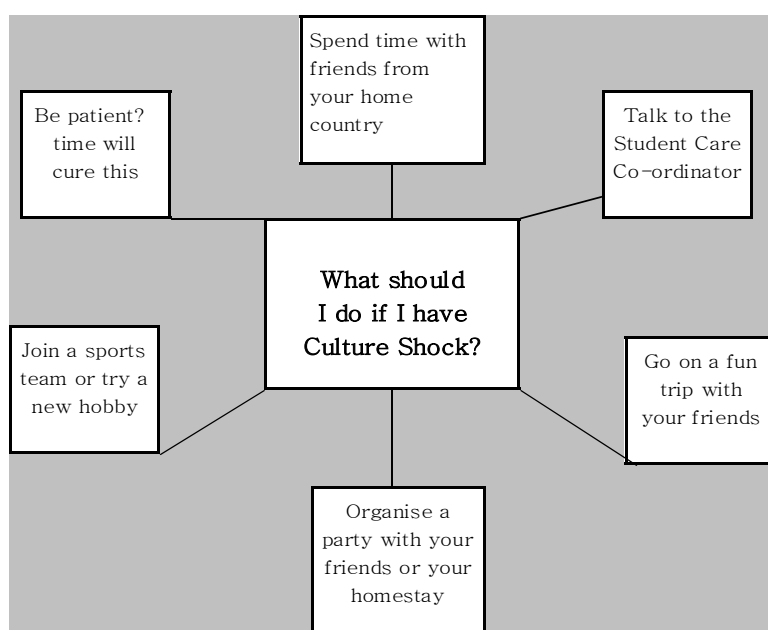 Spend time with
friends from
your home
country
Be patient?
time will
cure this
Talk to the
Student Care
Co-ordinator
What should
I do if I have
Culture Shock?
Join a sports
team or try a
new hobby
Go on a fun
trip with
your friends
Organise a
party with your
friends or your
homestay